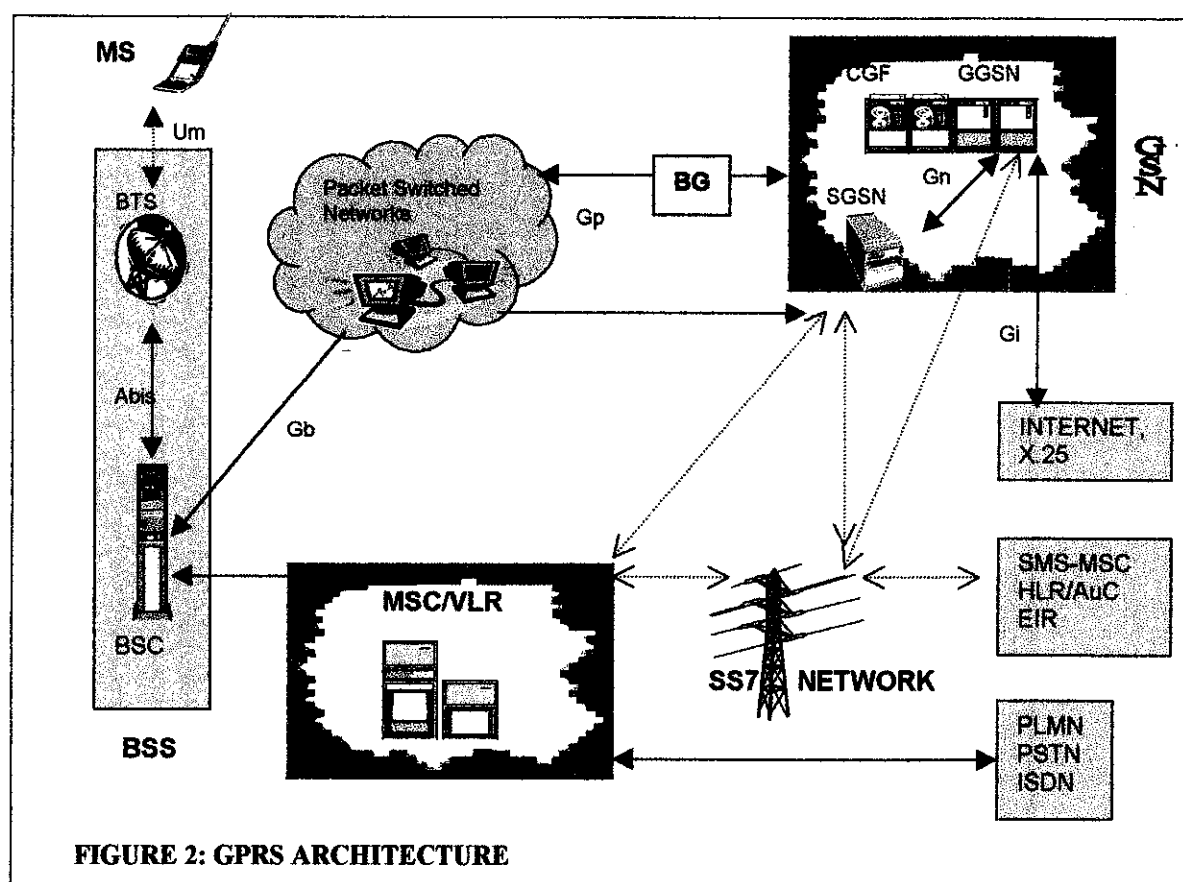 MS
Um
BTS
Abis
BSC
BSS
Packet Switched
Networks
Gp
Gb
BG
CGF
GGSN
Gn
SGSN
Gi
INTERNET,
X.25
MSC/VLR
SS7 NETWORK
SMS-MSC
HLR/AuC
EIR
PLMN
PSTN
ISDN
FIGURE 2: GPRS ARCHITECTURE